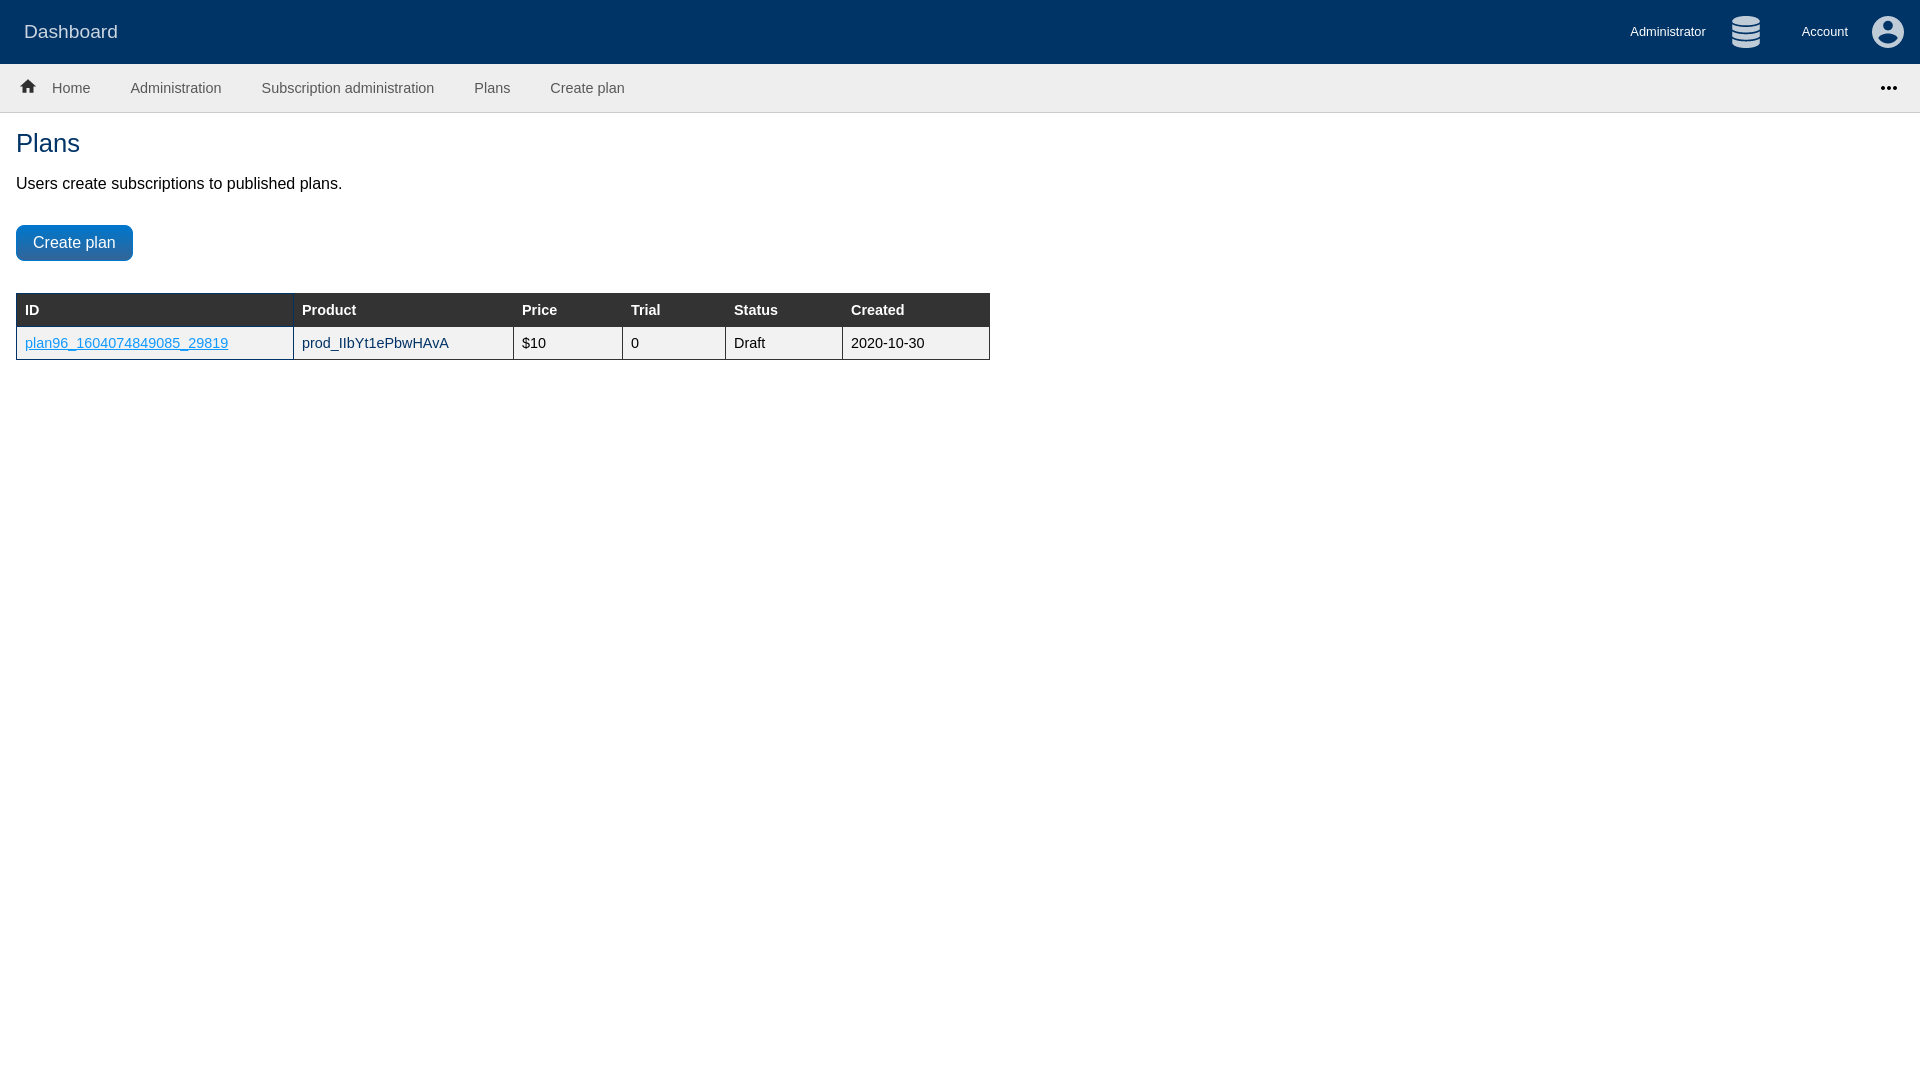 Dashboard Administrator Account
Home Administration Subscription administration Plans Create plan
Plans
Users create subscriptions to published plans.
Create plan
ID Product Price Trial Status Created
plan96_1604074849085_29819 prod_IIbYt1ePbwHAvA $10 0 Draft 2020-10-30